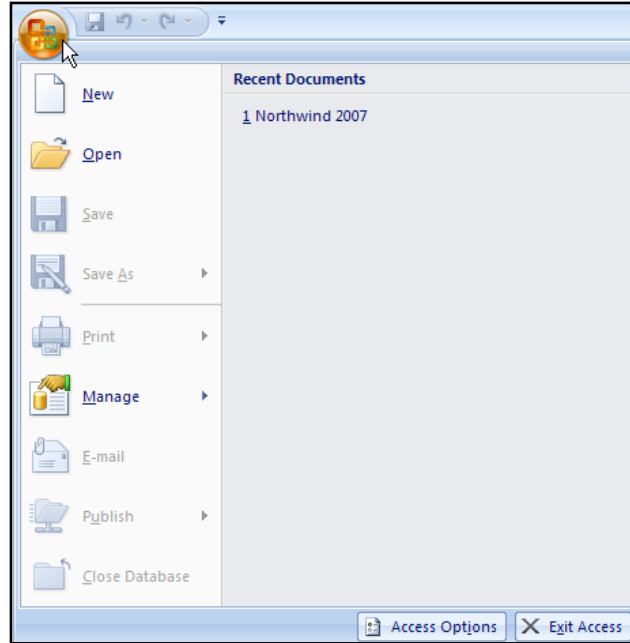 New
Open
Save
Save As
Print
Manage
E-mail
Publish
Close Database
Recent Documents
1 Northwind 2007
Access Options
Exit Access